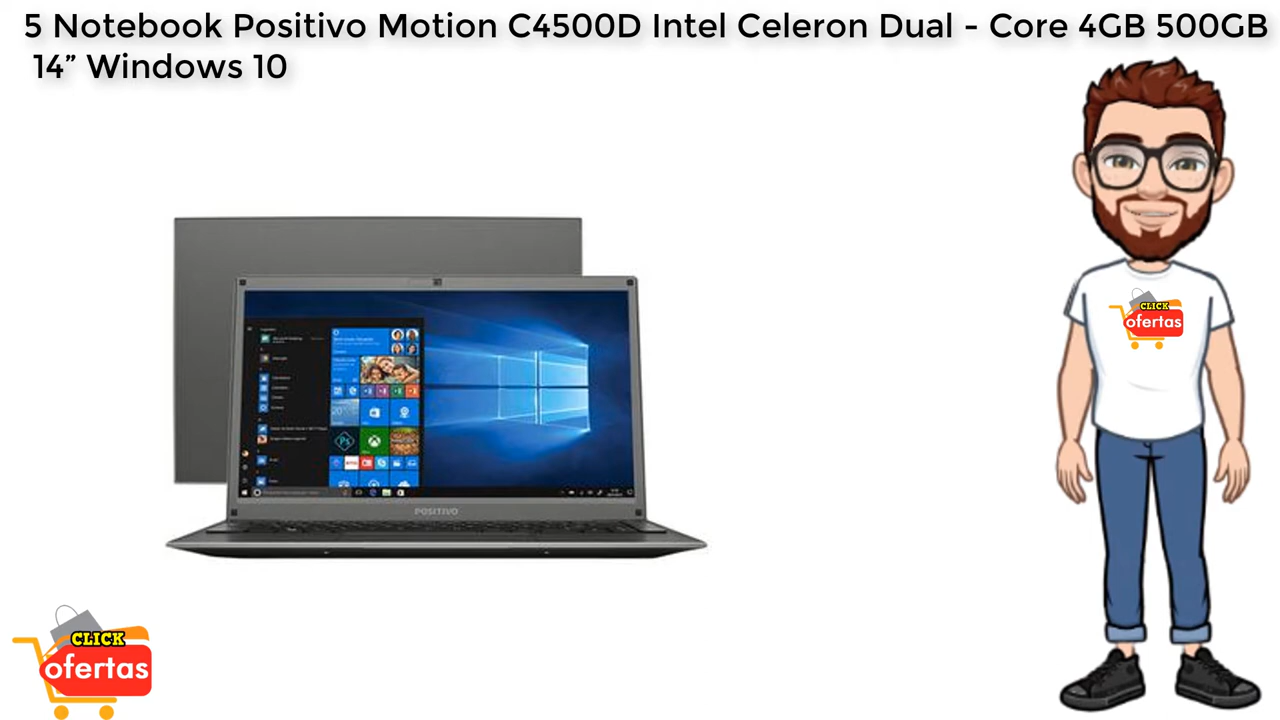 5 Notebook Positivo Motion C4500D Intel Celeron Dual - Core 4GB 500GB
14” Windows 10
CLICK
ofertas
POSITIVO
CLICK
ofertas